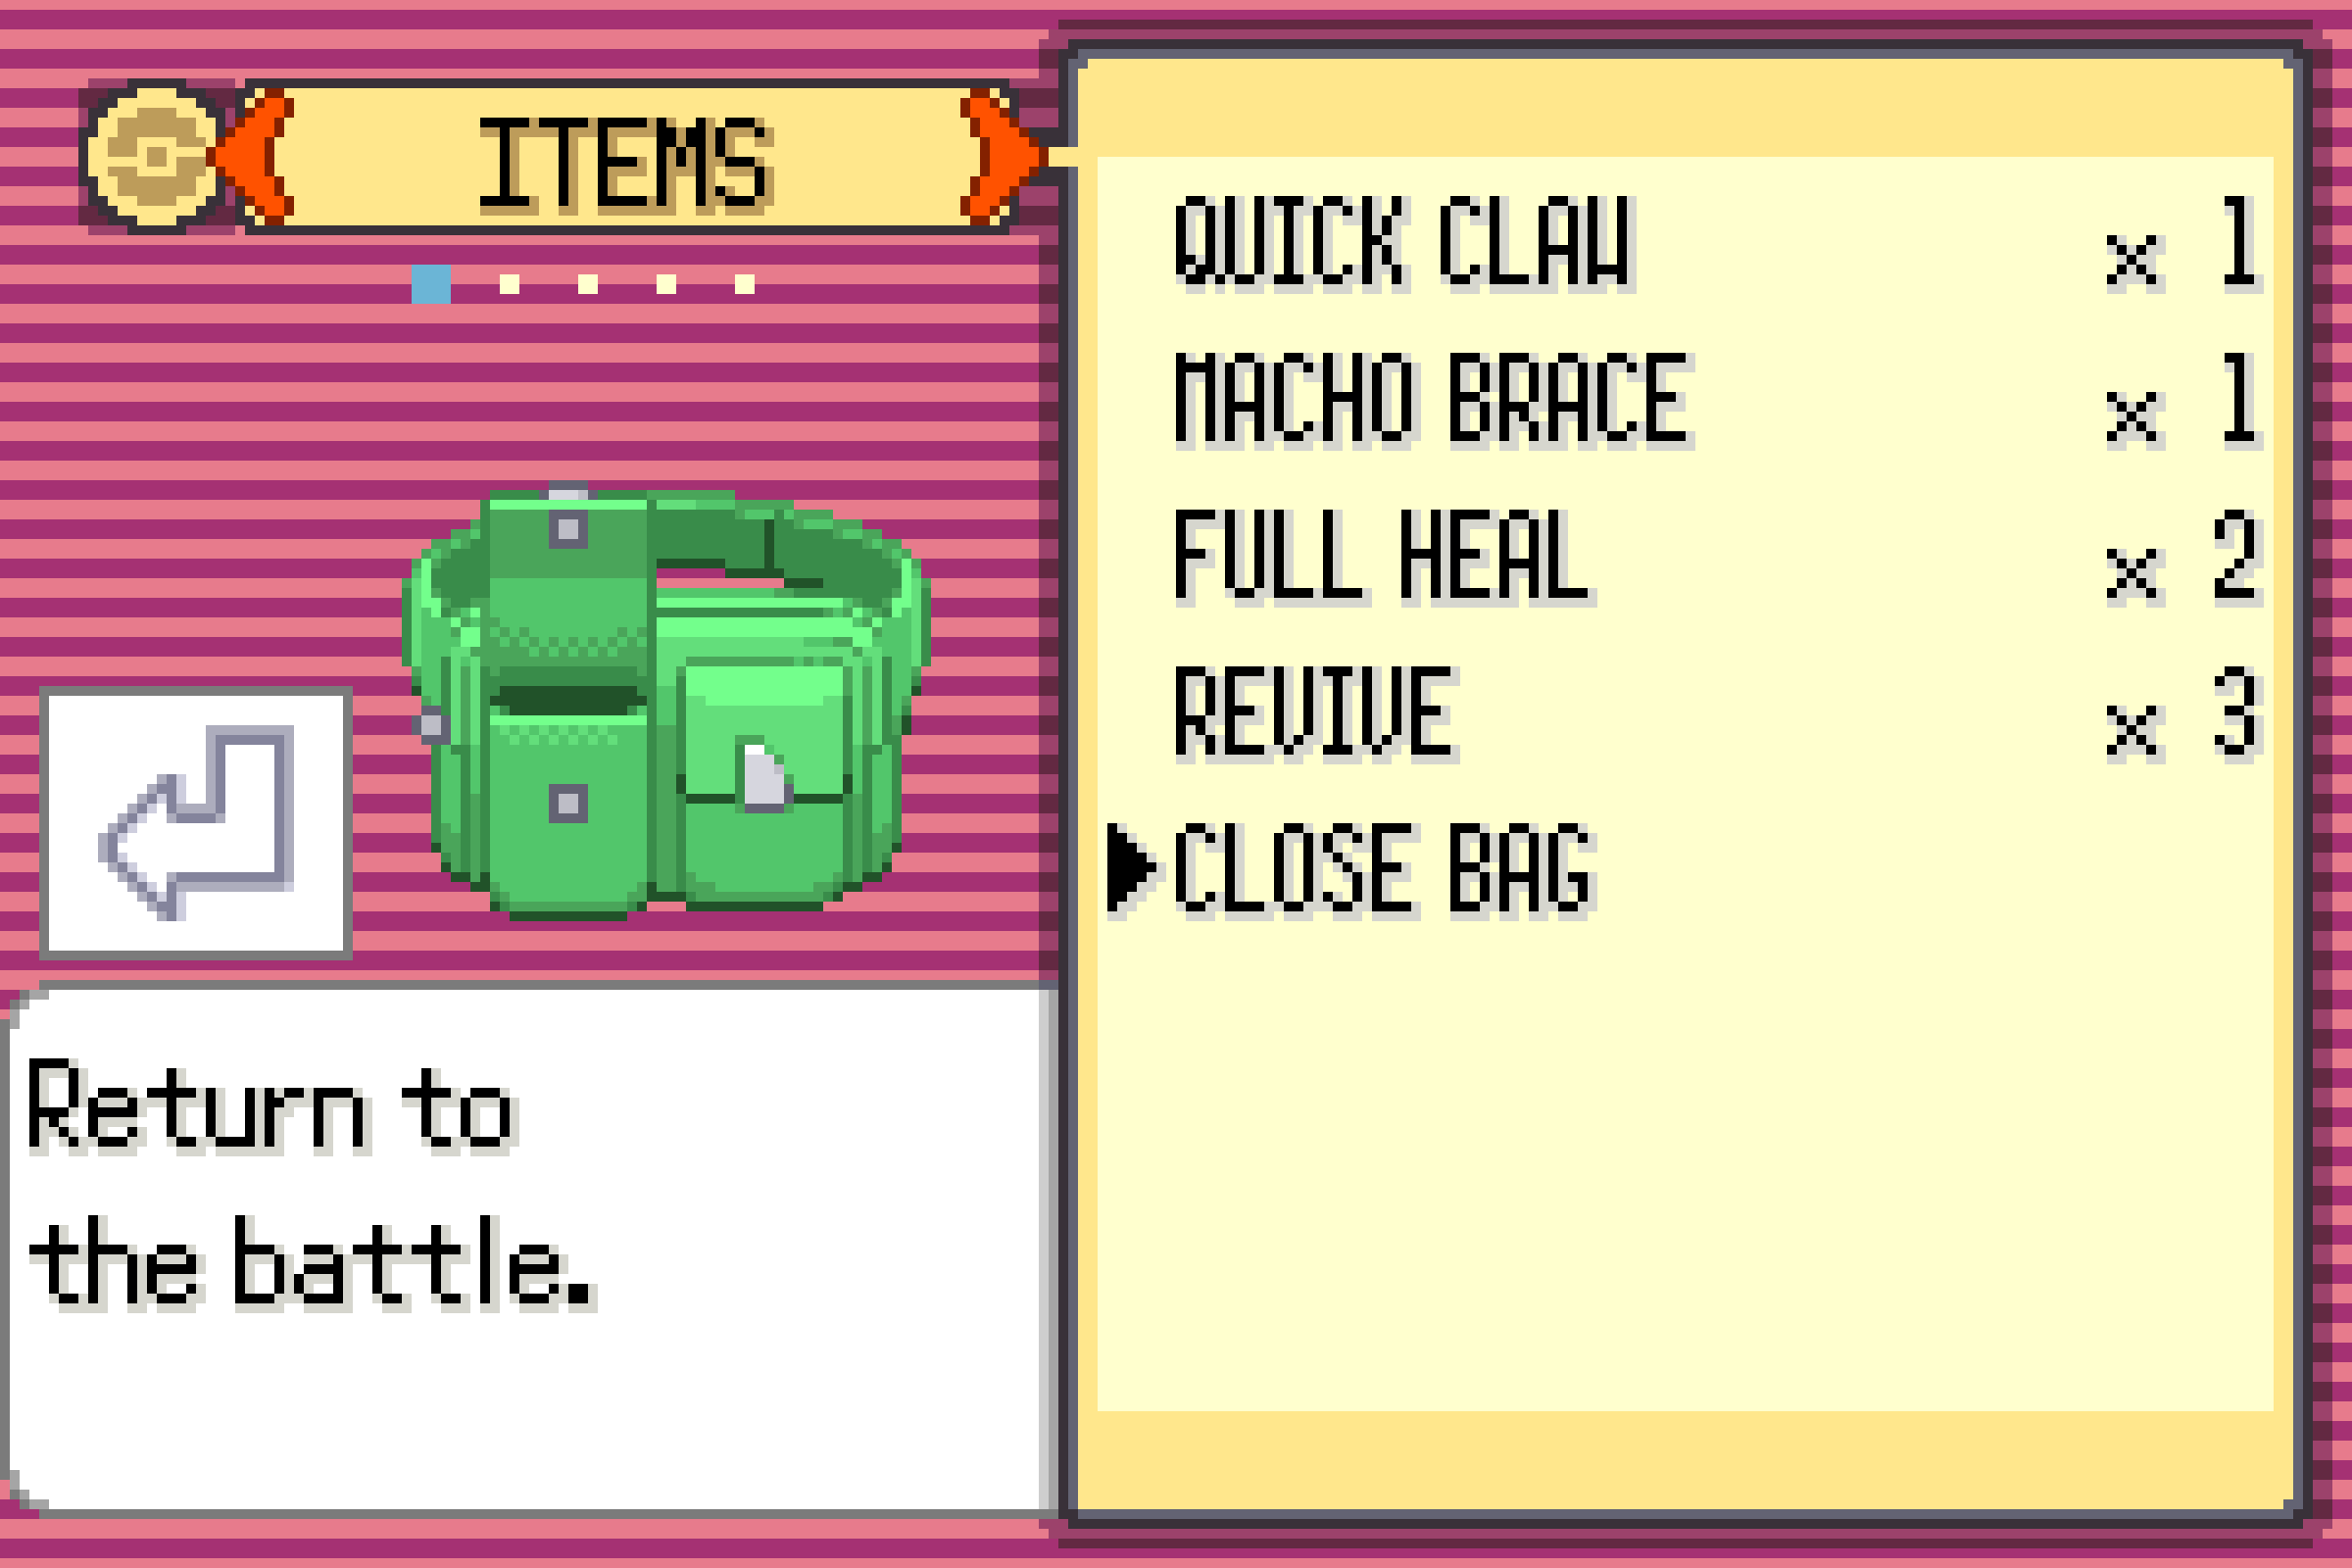 ITEMS
QUICK CLAW × 1
MACHO BRACE × 1
FULL HEAL × 2
REVIVE × 3
▶CLOSE BAG
Return to
the battle.